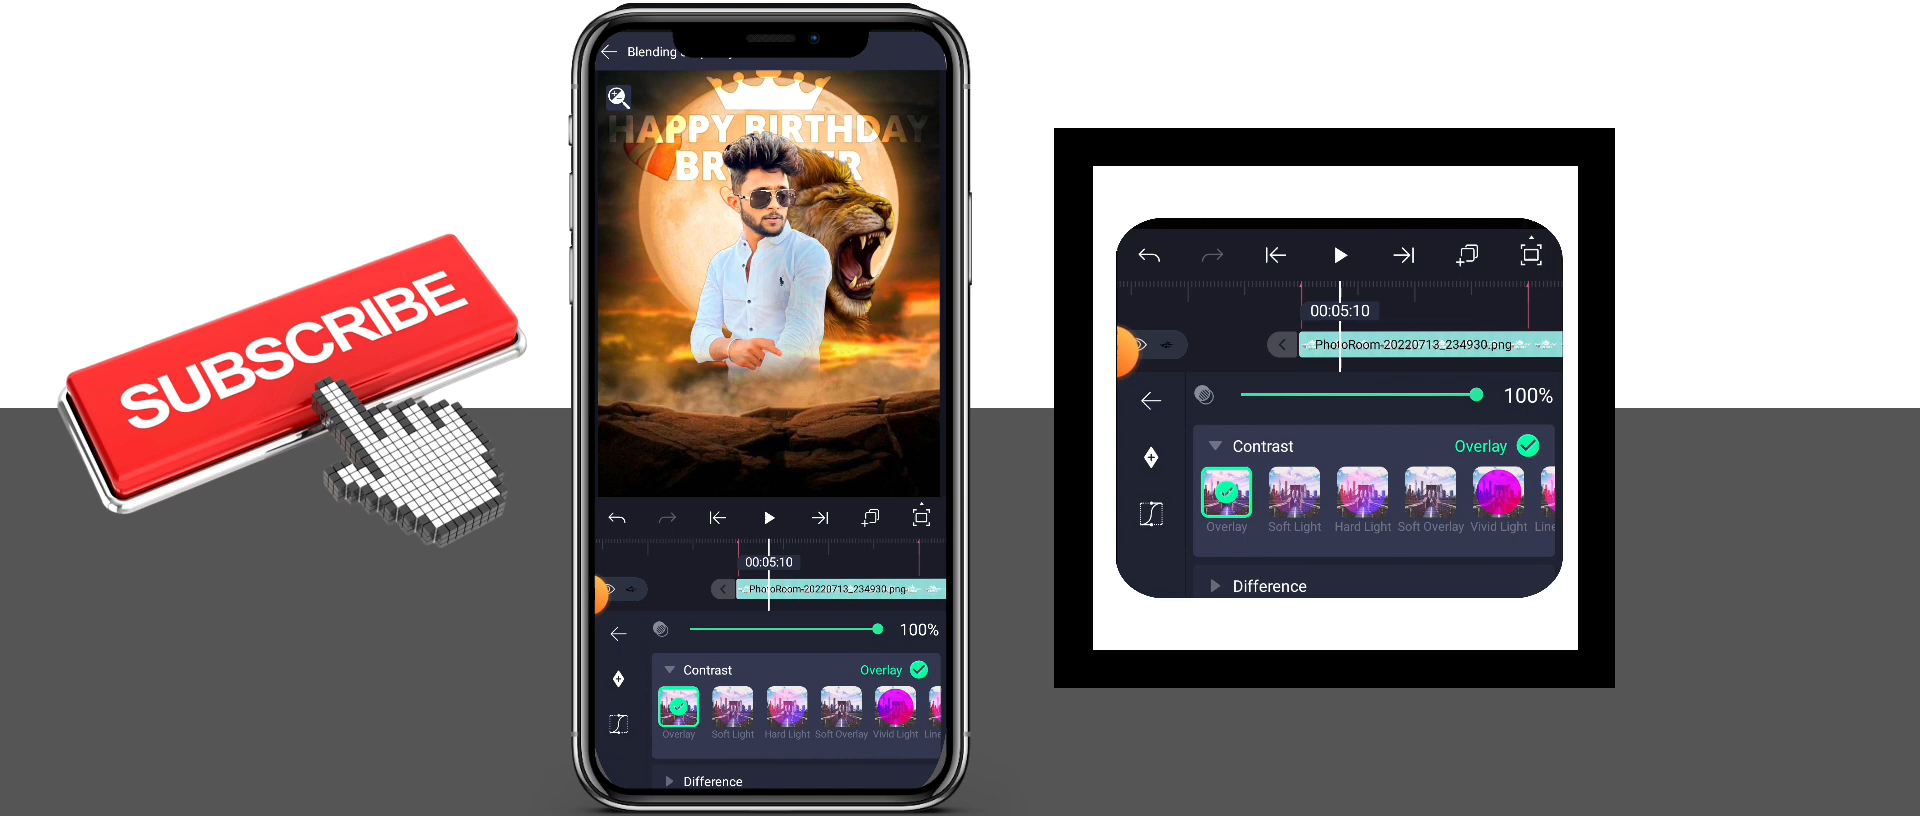 SUBSCRIBE
Blending
HAPPY BIRTHDAY
00:05:10
PhotoRoom-20220713_234930.png
100%
Contrast
Overlay
Overlay
Soft Light
Hard Light
Soft Overlay
Vivid Light
Line
Difference
00:05:10
PhotoRoom-20220713_234930.png
100%
Contrast
Overlay
Overlay
Soft Light
Hard Light
Soft Overlay
Vivid Light
Line
Difference